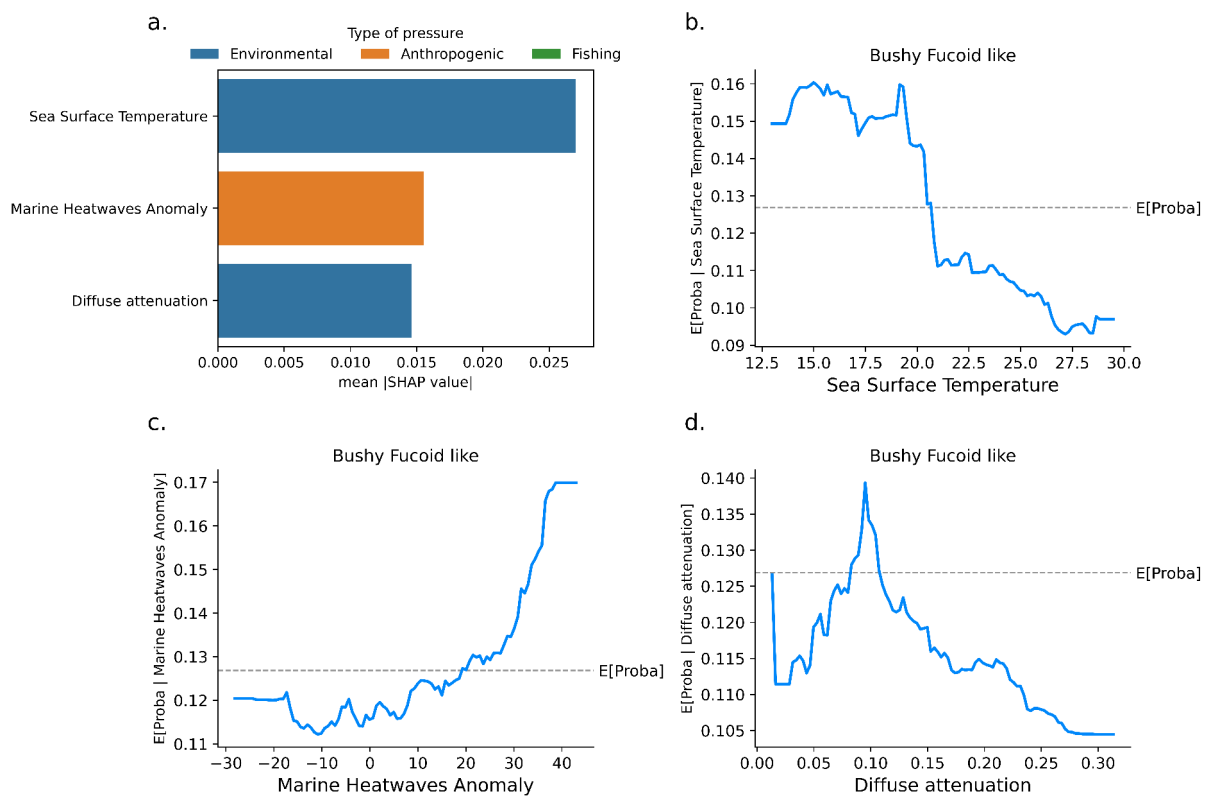 a.
Type of pressure
Environmental Anthropogenic Fishing
Sea Surface Temperature
Marine Heatwaves Anomaly
Diffuse attenuation
0.000 0.005 0.010 0.015 0.020 0.025
mean |SHAP value|
b.
Bushy Fucoid like
E[Proba | Sea Surface Temperature]
0.16
0.15
0.14
0.13
0.12
0.11
0.10
0.09
E[Proba]
12.5 15.0 17.5 20.0 22.5 25.0 27.5 30.0
Sea Surface Temperature
c.
Bushy Fucoid like
E[Proba | Marine Heatwaves Anomaly]
0.17
0.16
0.15
0.14
0.13
0.12
0.11
E[Proba]
−30 −20 −10 0 10 20 30 40
Marine Heatwaves Anomaly
d.
Bushy Fucoid like
E[Proba | Diffuse attenuation]
0.140
0.135
0.130
0.125
0.120
0.115
0.110
0.105
E[Proba]
0.00 0.05 0.10 0.15 0.20 0.25 0.30
Diffuse attenuation